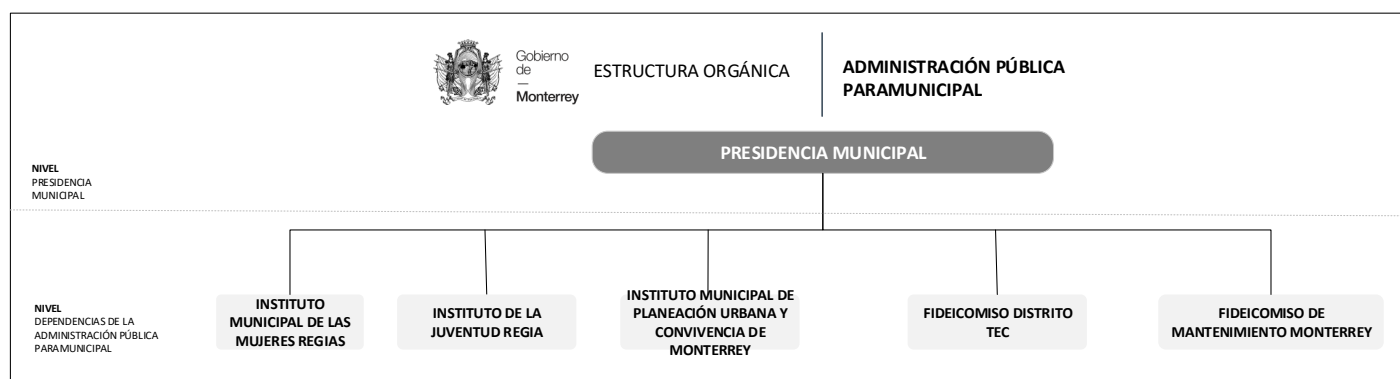 Gobierno
de
—
Monterrey
ESTRUCTURA ORGÁNICA
ADMINISTRACIÓN PÚBLICA
PARAMUNICIPAL
PRESIDENCIA MUNICIPAL
NIVEL
PRESIDENCIA
MUNICIPAL
NIVEL
DEPENDENCIAS DE LA
ADMINISTRACIÓN PÚBLICA
PARAMUNICIPAL
INSTITUTO
MUNICIPAL DE LAS
MUJERES REGIAS
INSTITUTO DE LA
JUVENTUD REGIA
INSTITUTO MUNICIPAL DE
PLANEACIÓN URBANA Y
CONVIVENCIA DE
MONTERREY
FIDEICOMISO DISTRITO
TEC
FIDEICOMISO DE
MANTENIMIENTO MONTERREY